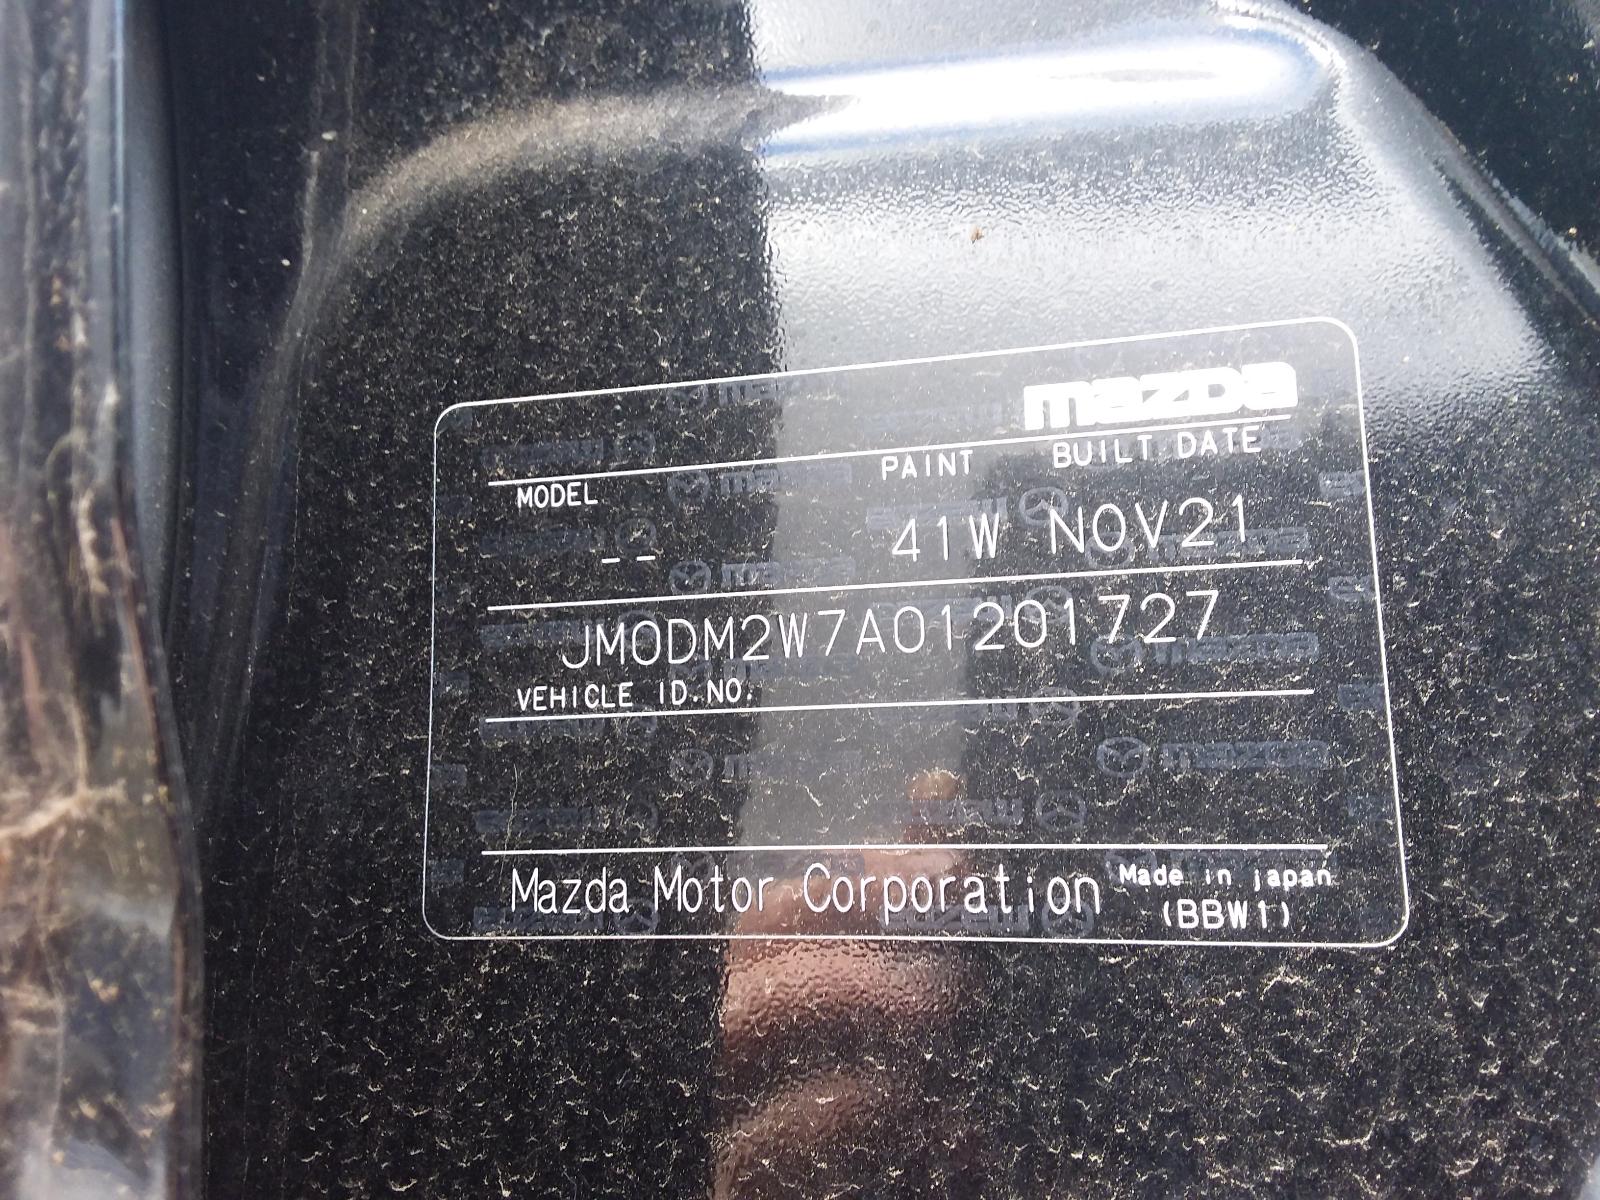 mazda
MODEL PAINT BUILT DATE
-- 41W NOV21
JM0DM2W7A01201727
VEHICLE ID.NO.
Mazda Motor Corporation Made in japan
(BBW1)